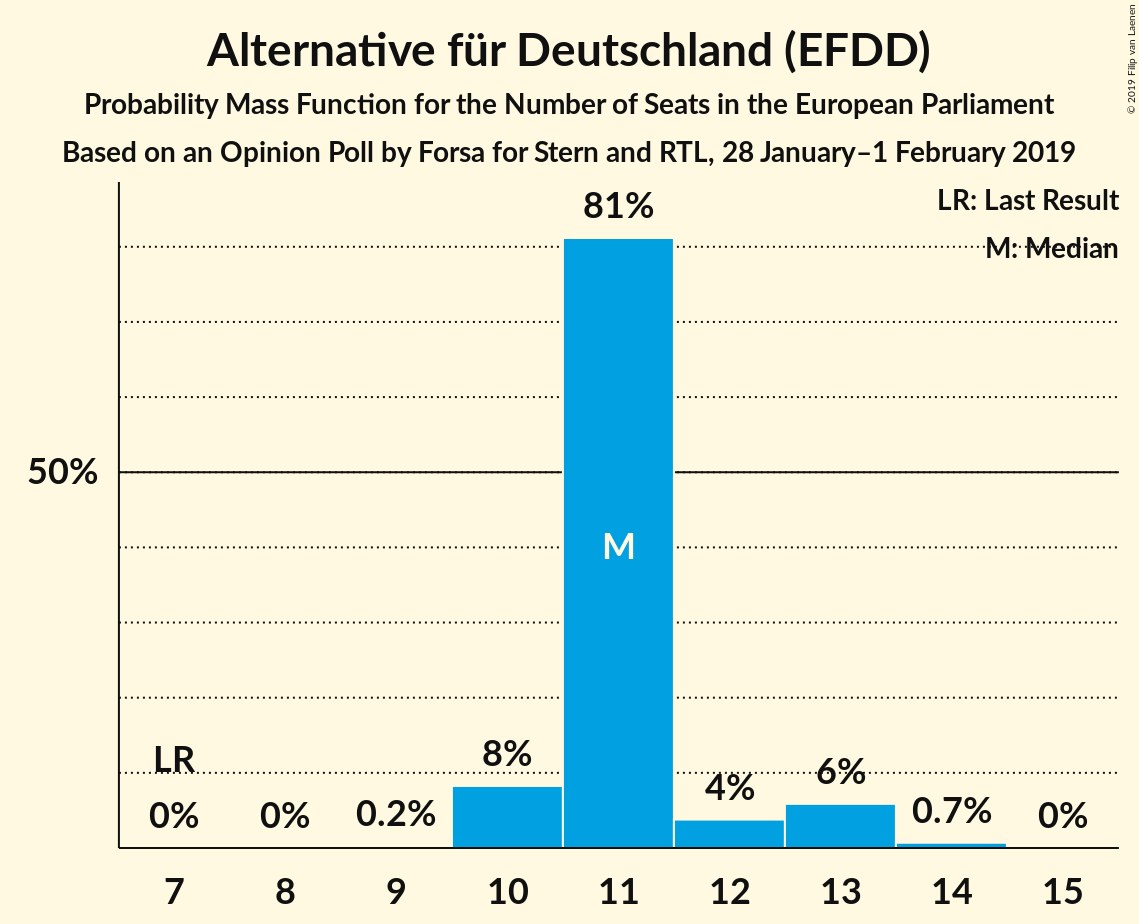 Alternative für Deutschland (EFDD)
Probability Mass Function for the Number of Seats in the European Parliament
Based on an Opinion Poll by Forsa for Stern and RTL, 28 January–1 February 2019
© 2019 Filip van Laenen
LR: Last Result
M: Median
81%
50%
M
LR
0%
0%
0.2%
8%
4%
6%
0.7%
0%
7 8 9 10 11 12 13 14 15